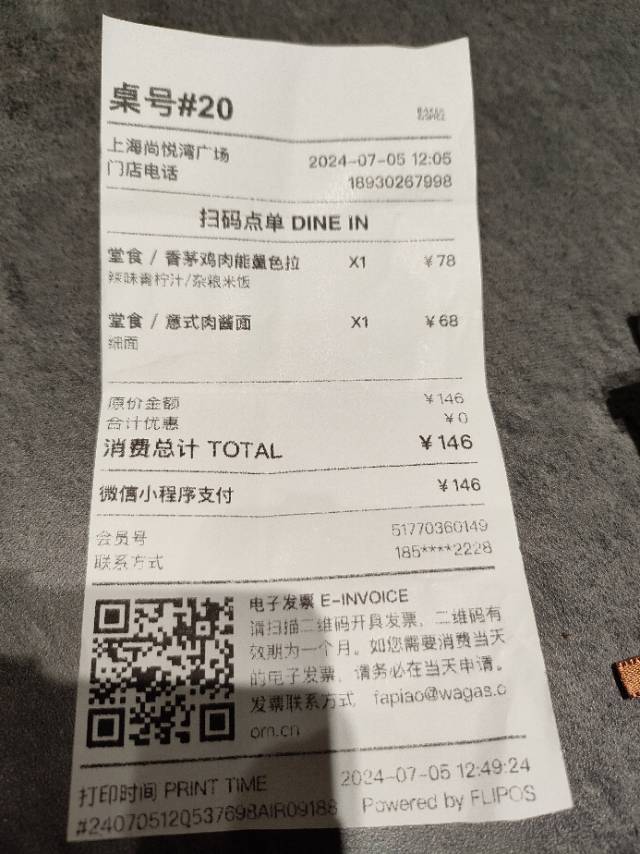 桌号#20
BAKER
&SPICE
上海尚悦湾广场 2024-07-05 12:05
门店电话 18930267998
扫码点单 DINE IN
堂食 / 香茅鸡肉能量色拉 X1 ¥78
辣味青柠汁/杂粮米饭
堂食 / 意式肉酱面 X1 ¥68
细面
原价金额 ¥146
合计优惠 ¥0
消费总计 TOTAL ¥146
微信小程序支付 ¥146
会员号 51770360149
联系方式 185****2228
电子发票 E-INVOICE
请扫描二维码开具发票，二维码有
效期为一个月。如您需要消费当天
的电子发票，请务必在当天申请。
发票联系方式 fapiao@wagas.c
om.cn
打印时间 PRINT TIME 2024-07-05 12:49:24
#24070512Q537698AIR09188 Powered by FLIPOS